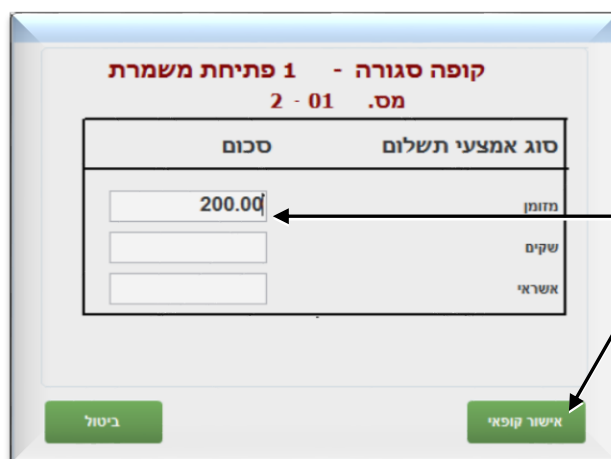 קופה סגורה - 1 פתיחת משמרת
מס. 01 - 2
סוג אמצעי תשלום סכום
מזומן 200.00
שקים
אשראי
אישור קופאי ביטול